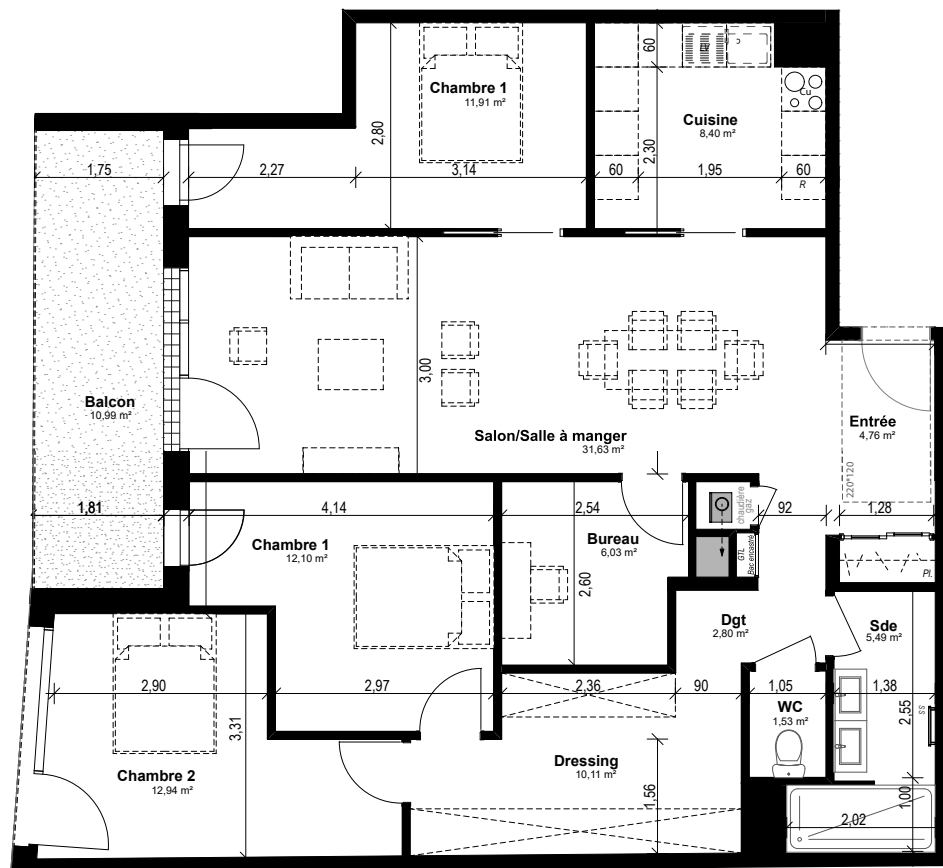 60
LV
Chambre 1
11,91 m²
Cu
Cuisine
8,40 m²
2,80
2,30
1,75
2,27
3,14
60
1,95
60
R
3,00
Balcon
10,99 m²
Salon/Salle à manger
31,63 m²
Entrée
4,76 m²
220*120
1,81
4,14
2,54
chaudière
gaz
92
1,28
Chambre 1
12,10 m²
Bureau
6,03 m²
GTL
Bac encastré
Pl.
2,60
Dgt
2,80 m²
Sde
5,49 m²
2,90
2,97
2,36
90
1,05
1,38
3,31
WC
1,53 m²
2,55
SS
Chambre 2
12,94 m²
Dressing
10,11 m²
1,56
1,00
2,02